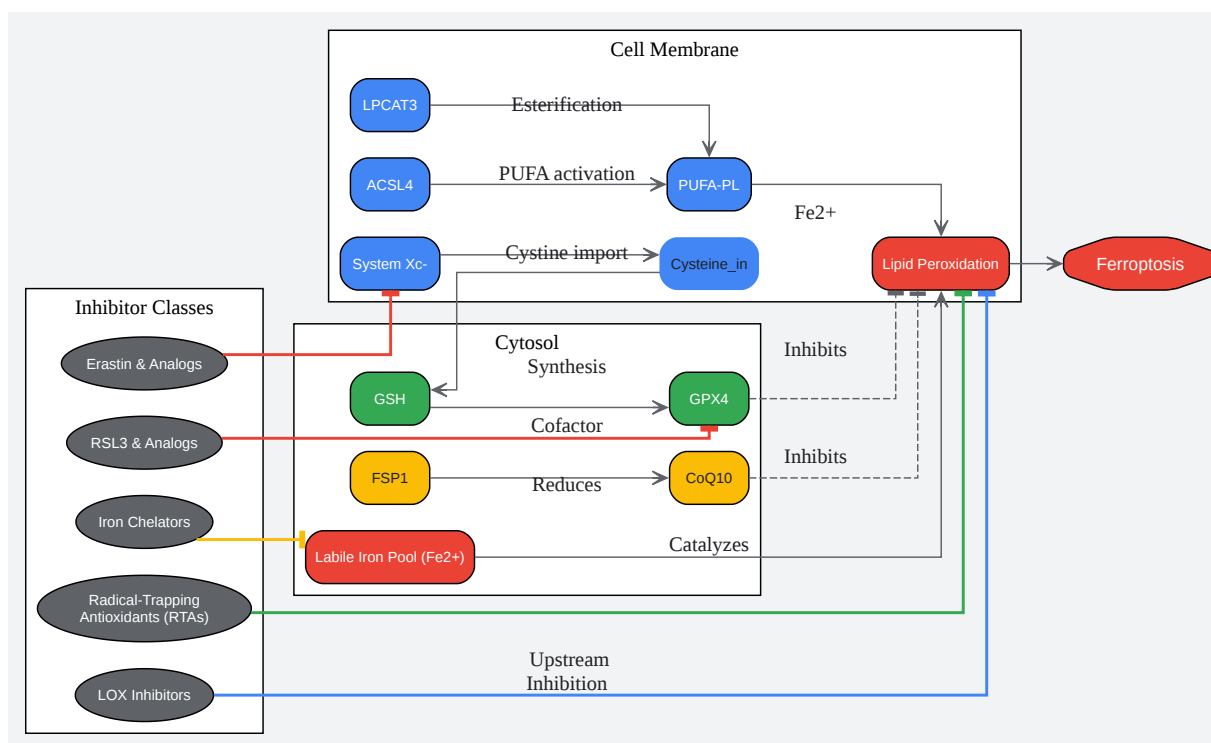 Cell Membrane
LPCAT3
Esterification
ACSL4
PUFA activation
PUFA-PL
Fe2+
System Xc-
Cystine import
Cysteine_in
Lipid Peroxidation
Ferroptosis
Inhibitor Classes
Erastin & Analogs
RSL3 & Analogs
Iron Chelators
Radical-Trapping
Antioxidants (RTAs)
LOX Inhibitors
Cytosol
Synthesis
GSH
Cofactor
GPX4
Inhibits
FSP1
Reduces
CoQ10
Inhibits
Labile Iron Pool (Fe2+)
Catalyzes
Upstream
Inhibition